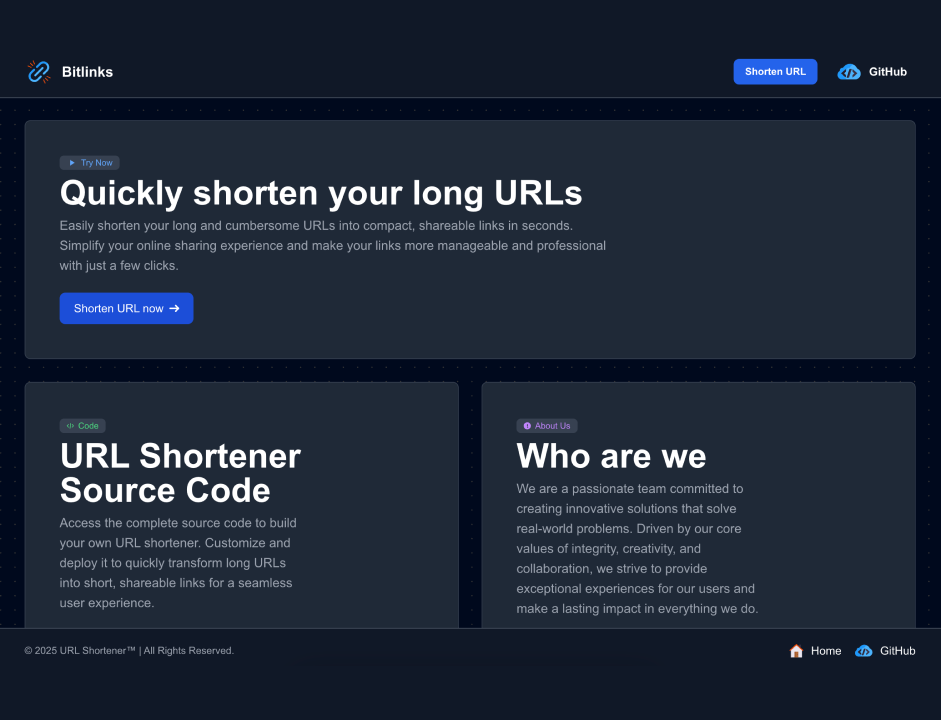 Bitlinks
Shorten URL
GitHub
Try Now
Quickly shorten your long URLs
Easily shorten your long and cumbersome URLs into compact, shareable links in seconds.
Simplify your online sharing experience and make your links more manageable and professional
with just a few clicks.
Shorten URL now
Code
URL Shortener
Source Code
Access the complete source code to build
your own URL shortener. Customize and
deploy it to quickly transform long URLs
into short, shareable links for a seamless
user experience.
About Us
Who are we
We are a passionate team committed to
creating innovative solutions that solve
real-world problems. Driven by our core
values of integrity, creativity, and
collaboration, we strive to provide
exceptional experiences for our users and
make a lasting impact in everything we do.
© 2025 URL Shortener™ | All Rights Reserved.
Home
GitHub